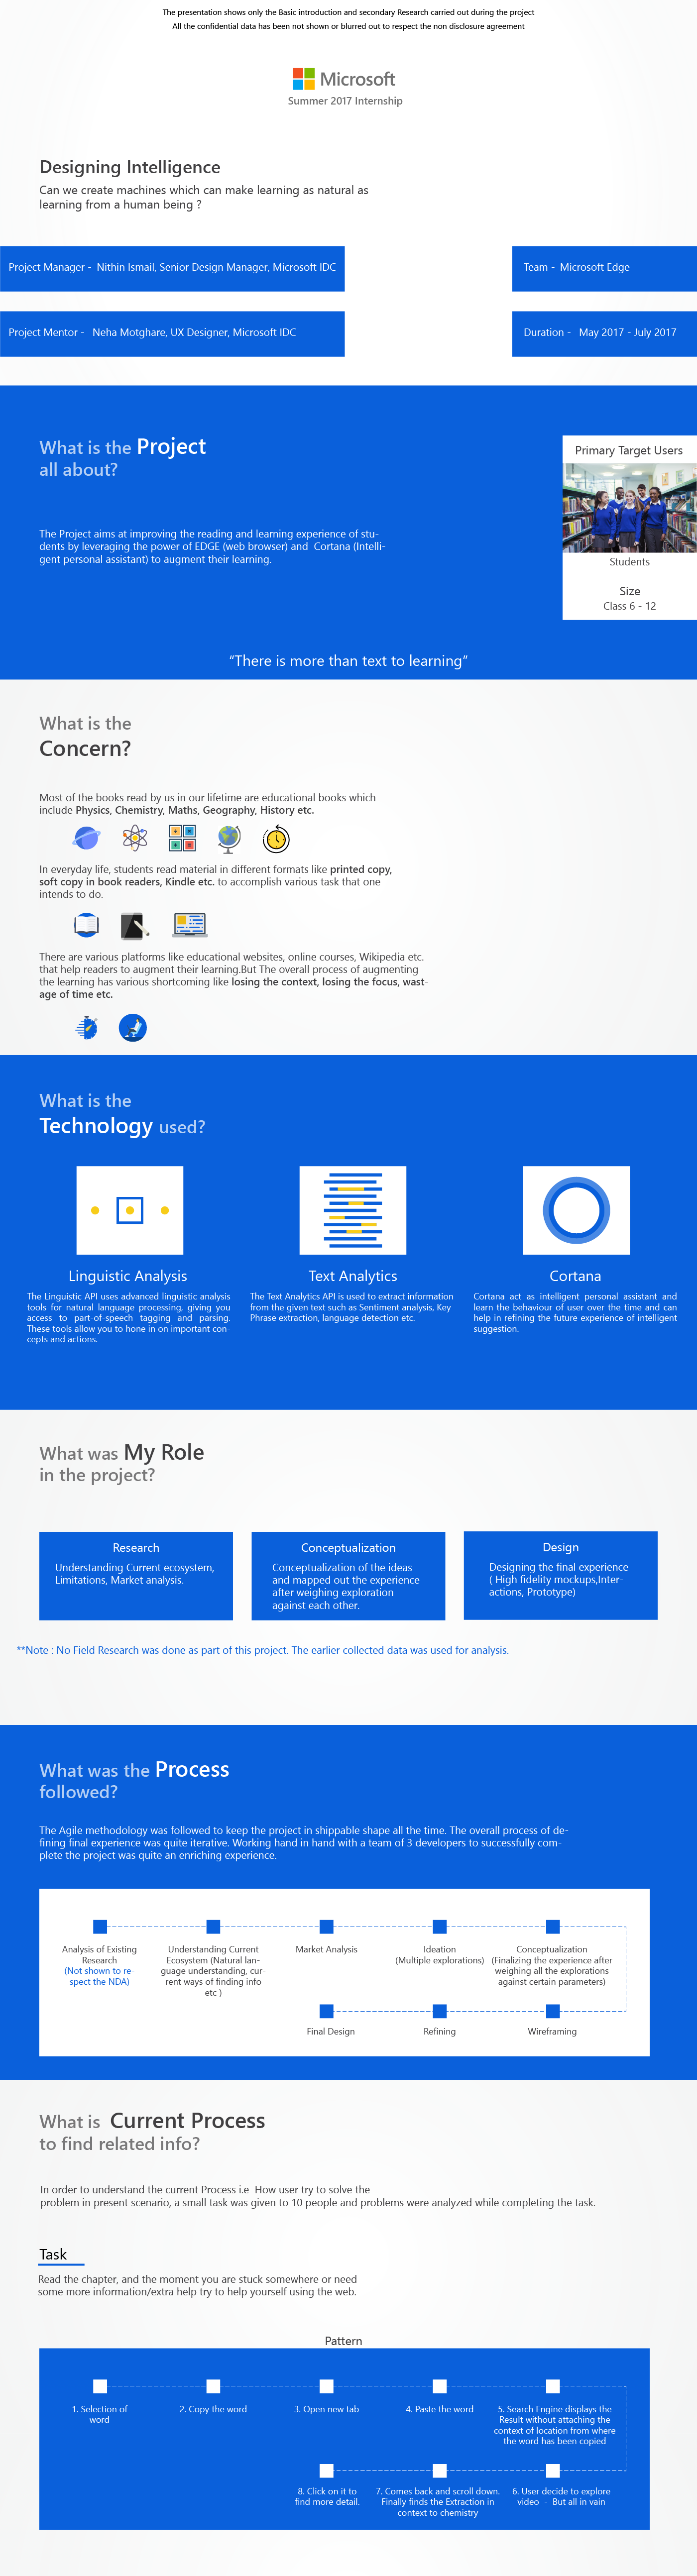 The presentation shows only the Basic introduction and secondary Research carried out during the project
All the confidential data has been not shown or blurred out to respect the non disclosure agreement
Microsoft
Summer 2017 Internship
Designing Intelligence
Can we create machines which can make learning as natural as
learning from a human being ?
Project Manager - Nithin Ismail, Senior Design Manager, Microsoft IDC
Team - Microsoft Edge
Project Mentor - Neha Motghare, UX Designer, Microsoft IDC
Duration - May 2017 - July 2017
What is the Project
all about?
Primary Target Users
The Project aims at improving the reading and learning experience of stu-
dents by leveraging the power of EDGE (web browser) and Cortana (Intelli-
gent personal assistant) to augment their learning.
Students
Size
Class 6 - 12
“There is more than text to learning”
What is the
Concern?
Most of the books read by us in our lifetime are educational books which
include Physics, Chemistry, Maths, Geography, History etc.
In everyday life, students read material in different formats like printed copy,
soft copy in book readers, Kindle etc. to accomplish various task that one
intends to do.
There are various platforms like educational websites, online courses, Wikipedia etc.
that help readers to augment their learning.But The overall process of augmenting
the learning has various shortcoming like losing the context, losing the focus, wast-
age of time etc.
What is the
Technology used?
Linguistic Analysis
The Linguistic API uses advanced linguistic analysis
tools for natural language processing, giving you
access to part-of-speech tagging and parsing.
These tools allow you to hone in on important con-
cepts and actions.
Text Analytics
The Text Analytics API is used to extract information
from the given text such as Sentiment analysis, Key
Phrase extraction, language detection etc.
Cortana
Cortana act as intelligent personal assistant and
learn the behaviour of user over the time and can
help in refining the future experience of intelligent
suggestion.
What was My Role
in the project?
Research
Understanding Current ecosystem,
Limitations, Market analysis.
Conceptualization
Conceptualization of the ideas
and mapped out the experience
after weighing exploration
against each other.
Design
Designing the final experience
( High fidelity mockups,Inter-
actions, Prototype)
**Note : No Field Research was done as part of this project. The earlier collected data was used for analysis.
What was the Process
followed?
The Agile methodology was followed to keep the project in shippable shape all the time. The overall process of de-
fining final experience was quite iterative. Working hand in hand with a team of 3 developers to successfully com-
plete the project was quite an enriching experience.
Analysis of Existing
Research
(Not shown to re-
spect the NDA)
Understanding Current
Ecosystem (Natural lan-
guage understanding, cur-
rent ways of finding info
etc )
Market Analysis
Ideation
(Multiple explorations)
Conceptualization
(Finalizing the experience after
weighing all the explorations
against certain parameters)
Final Design
Refining
Wireframing
What is Current Process
to find related info?
In order to understand the current Process i.e How user try to solve the
problem in present scenario, a small task was given to 10 people and problems were analyzed while completing the task.
Task
Read the chapter, and the moment you are stuck somewhere or need
some more information/extra help try to help yourself using the web.
Pattern
1. Selection of
word
2. Copy the word
3. Open new tab
4. Paste the word
5. Search Engine displays the
Result without attaching the
context of location from where
the word has been copied
8. Click on it to
find more detail.
7. Comes back and scroll down.
Finally finds the Extraction in
context to chemistry
6. User decide to explore
video - But all in vain